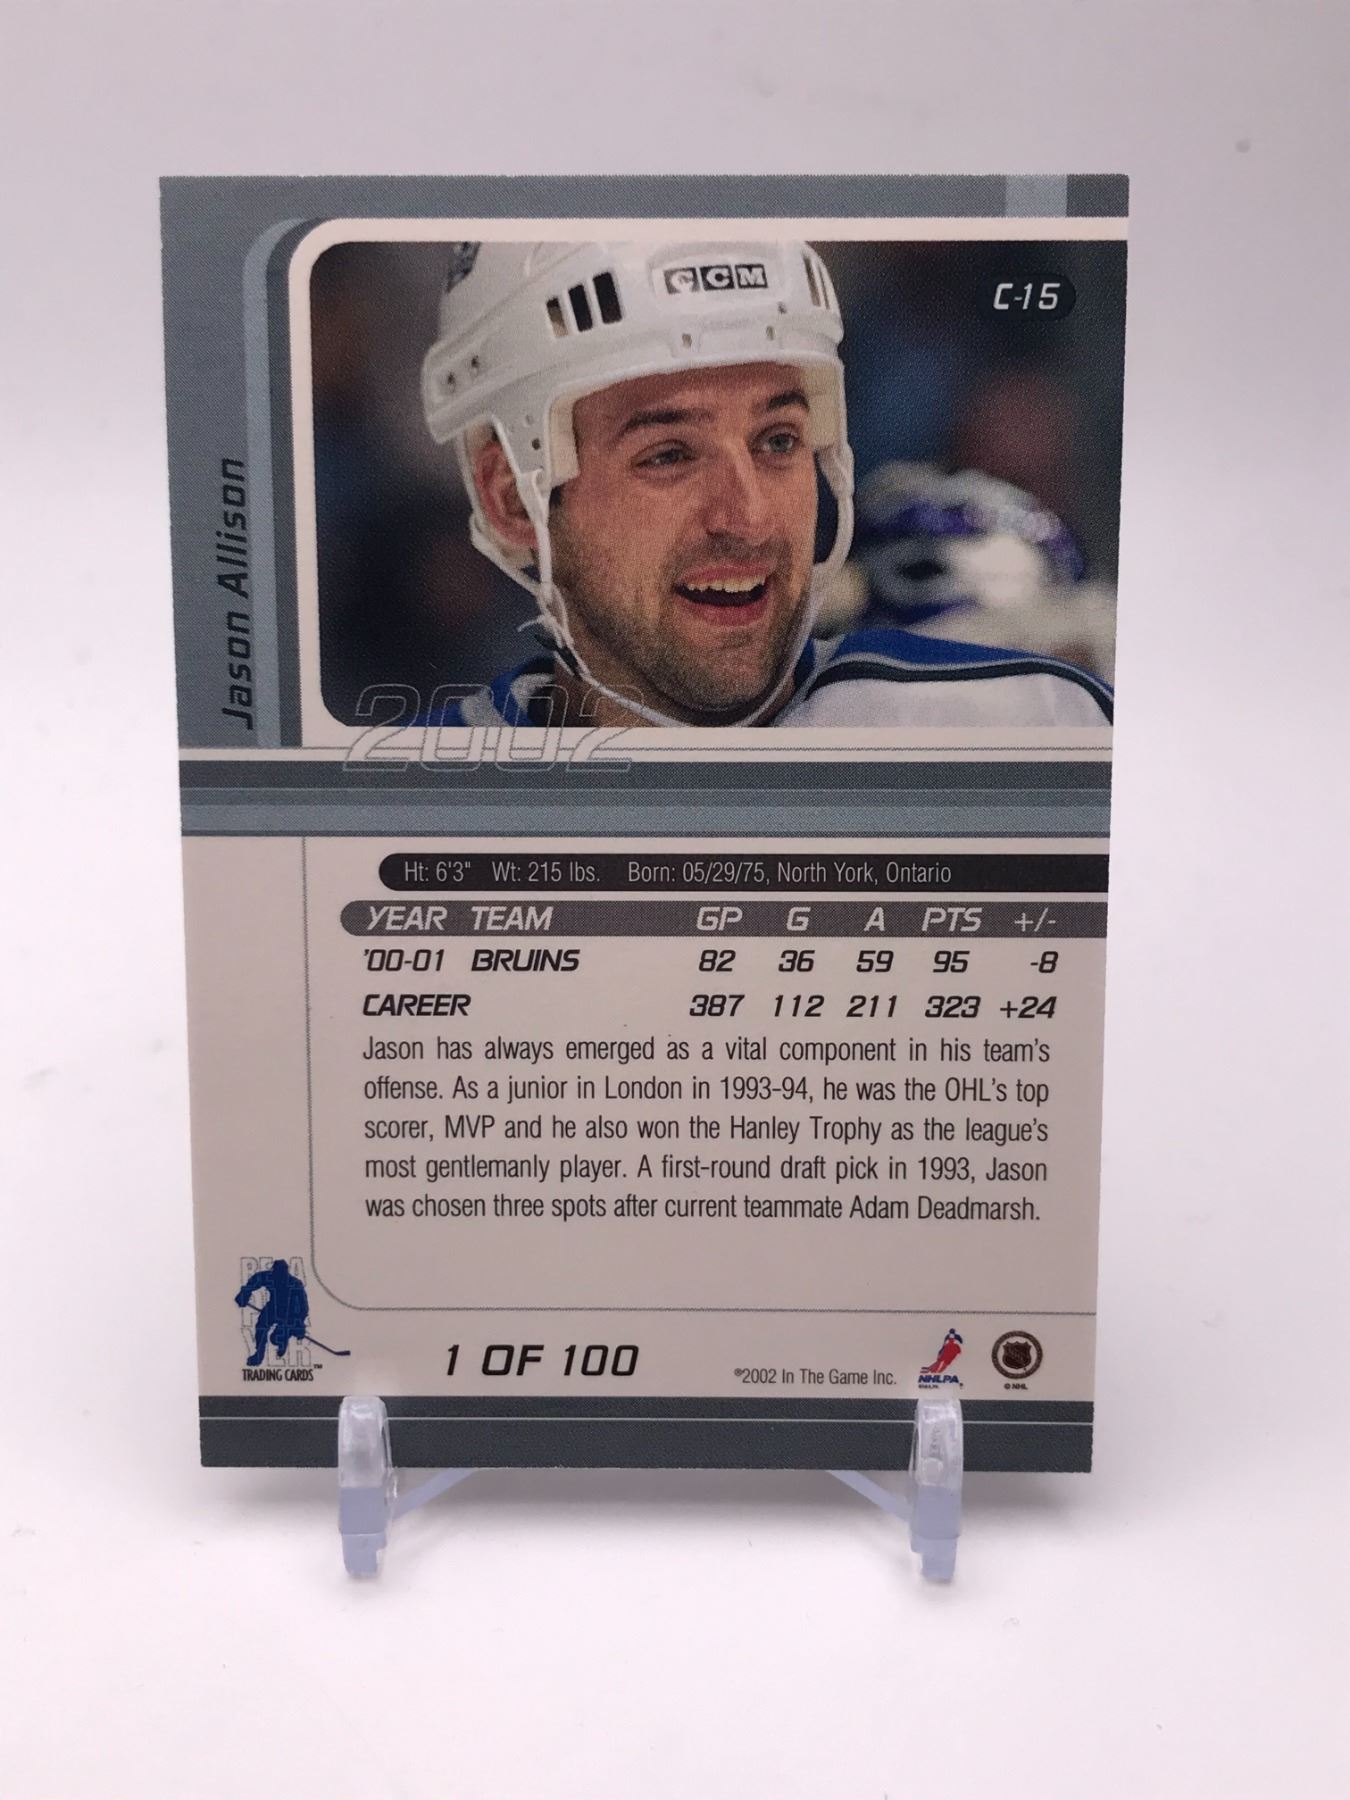 CCM
C-15
Jason Allison
2002
Ht: 6'3" Wt: 215 lbs. Born: 05/29/75, North York, Ontario
YEAR TEAM GP G A PTS +/-
'00-01 BRUINS 82 36 59 95 -8
CAREER 387 112 211 323 +24
Jason has always emerged as a vital component in his team's
offense. As a junior in London in 1993-94, he was the OHL's top
scorer, MVP and he also won the Hanley Trophy as the league's
most gentlemanly player. A first-round draft pick in 1993, Jason
was chosen three spots after current teammate Adam Deadmarsh.
BE A
PLAYER
TRADING CARDS™
1 OF 100
©2002 In The Game Inc.
NHLPA
© NHL